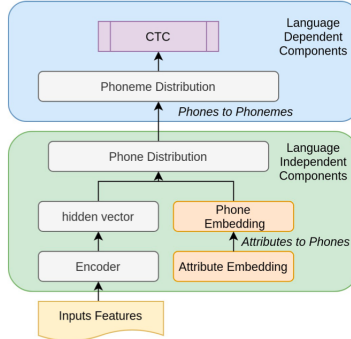 CTC
Language
Dependent
Components
Phoneme Distribution
Phones to Phonemes
Phone Distribution
Language
Independent
Components
hidden vector
Phone
Embedding
Attributes to Phones
Encoder
Attribute Embedding
Inputs Features